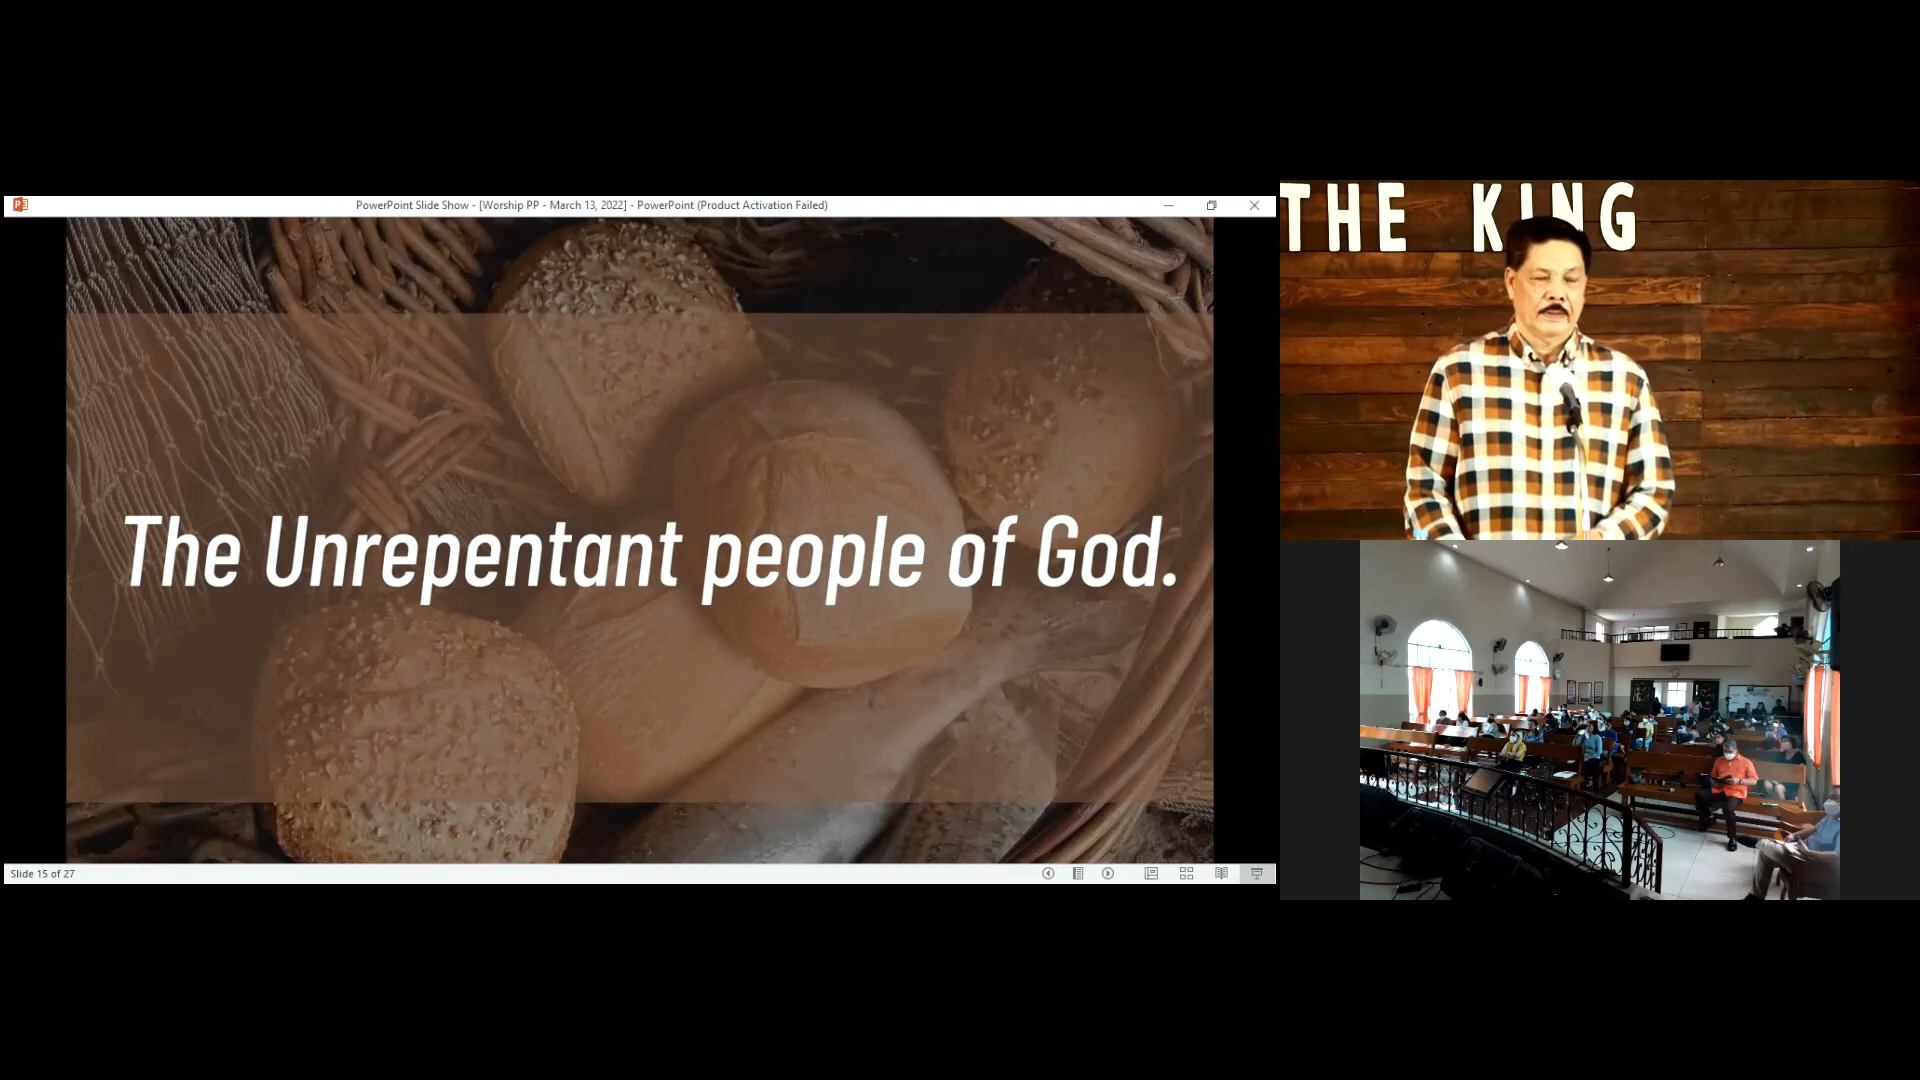 PowerPoint Slide Show - [Worship PP - March 13, 2022] - PowerPoint (Product Activation Failed)
The Unrepentant people of God.
Slide 15 of 27
THE KING